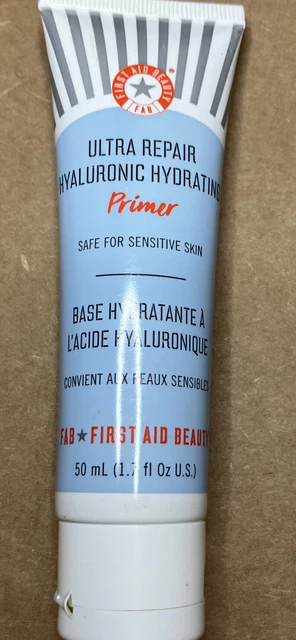 FIRST AID BEAUTY
FAB
®
ULTRA REPAIR
HYALURONIC HYDRATING
Primer
SAFE FOR SENSITIVE SKIN
BASE HYDRATANTE À
L'ACIDE HYALURONIQUE
CONVIENT AUX PEAUX SENSIBLES
FAB★FIRST AID BEAUTY
50 mL (1.7 fl Oz U.S.)